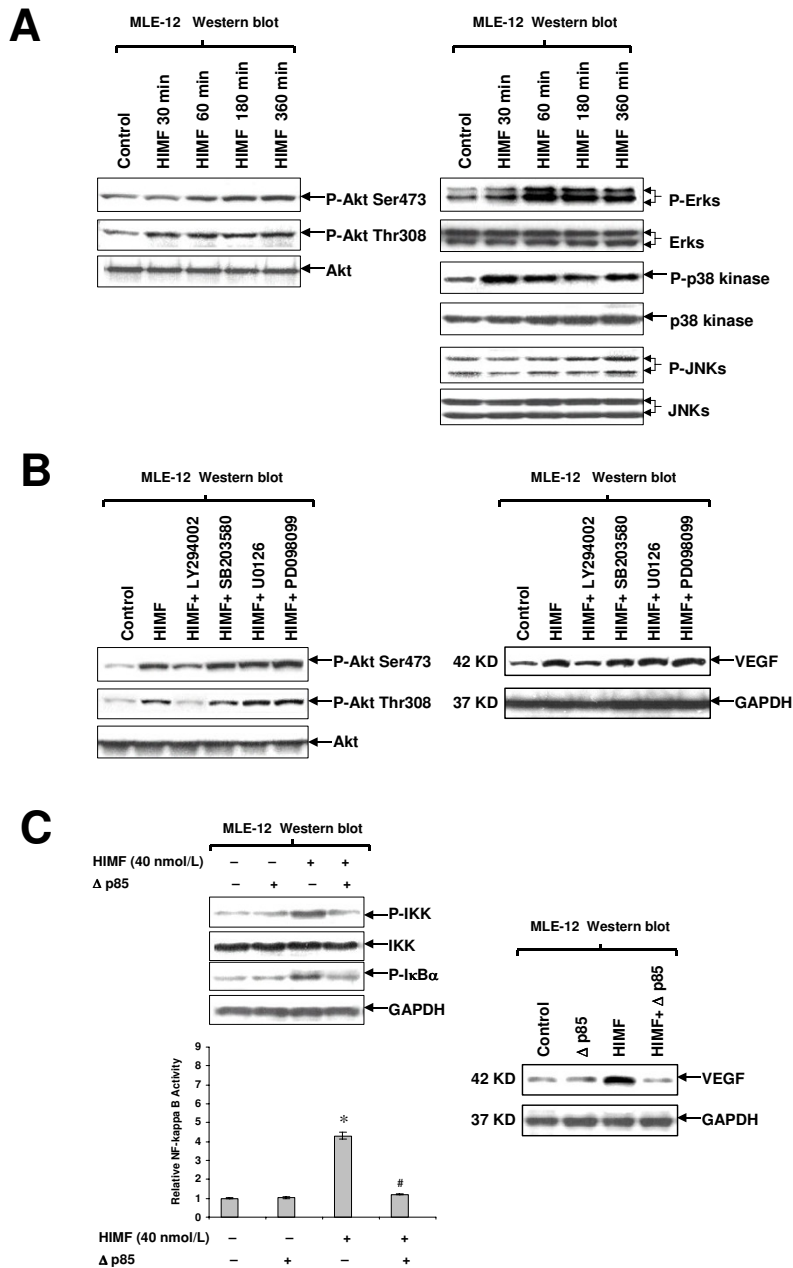 A
MLE-12 Western blot
Control
HIMF 30 min
HIMF 60 min
HIMF 180 min
HIMF 360 min
P-Akt Ser473
P-Akt Thr308
Akt
MLE-12 Western blot
Control
HIMF 30 min
HIMF 60 min
HIMF 180 min
HIMF 360 min
P-Erks
Erks
P-p38 kinase
p38 kinase
P-JNKs
JNKs
B
MLE-12 Western blot
Control
HIMF
HIMF+ LY294002
HIMF+ SB203580
HIMF+ U0126
HIMF+ PD098099
P-Akt Ser473
P-Akt Thr308
Akt
MLE-12 Western blot
Control
HIMF
HIMF+ LY294002
HIMF+ SB203580
HIMF+ U0126
HIMF+ PD098099
42 KD VEGF
37 KD GAPDH
C
MLE-12 Western blot
HIMF (40 nmol/L) – – + +
Δ p85 – + – +
P-IKK
IKK
P-IκBα
GAPDH
Relative NF-kappa B Activity
9
8
7
6
5
4
3
2
1
0
*
#
HIMF (40 nmol/L) – – + +
Δ p85 – + – +
MLE-12 Western blot
Control
Δ p85
HIMF
HIMF+ Δ p85
42 KD VEGF
37 KD GAPDH